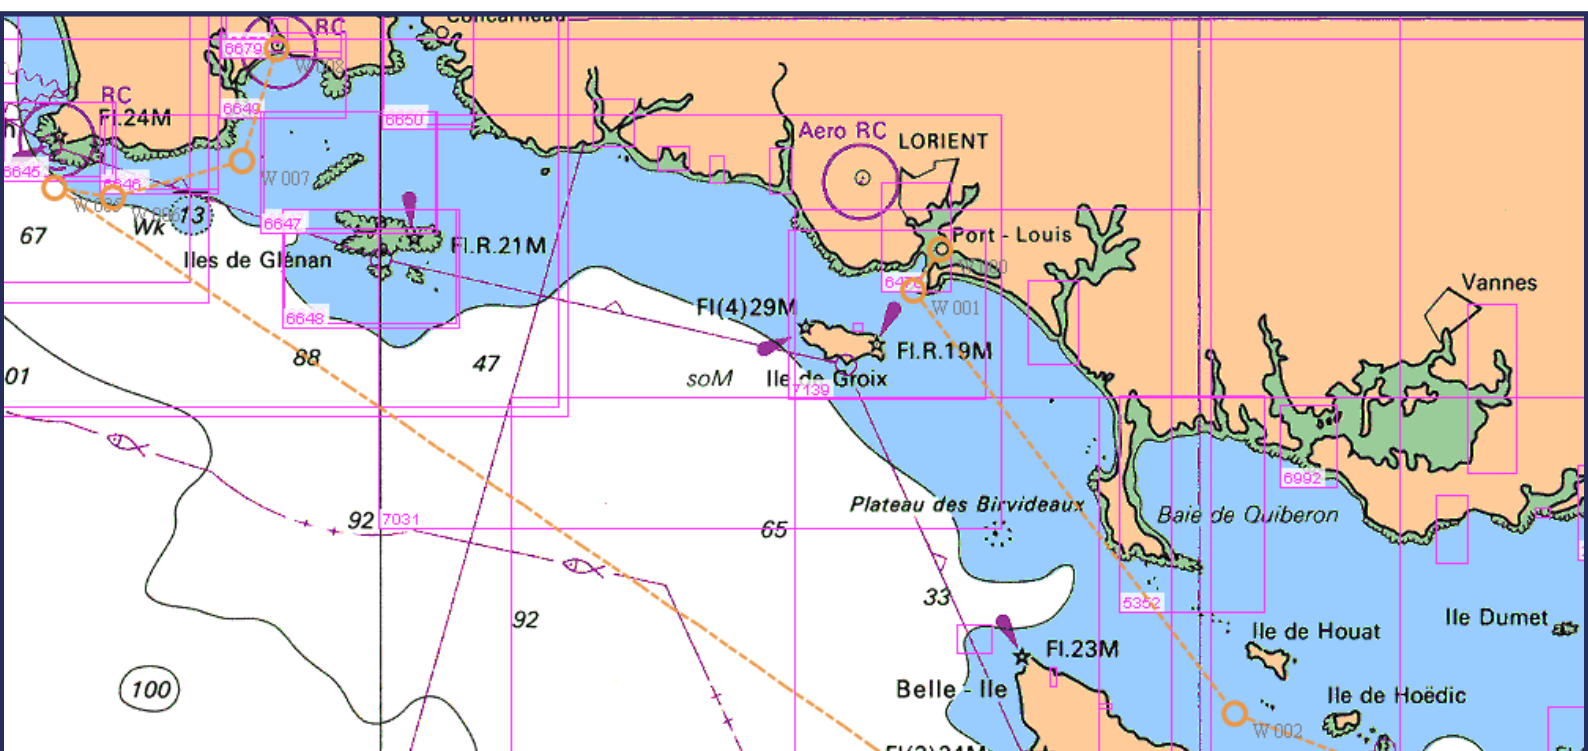 Concarneau
RC
6679
W 008
RC
Fl.24M
6649
6650
Aero RC
LORIENT
6645
6646
W 007
W 006
Wk
13
67
6647
Iles de Glénan
Fl.R.21M
Port - Louis
6470
W 001
Vannes
6648
Fl(4)29M
88
47
Fl.R.19M
01
soM
Ile de Groix
7139
6992
Plateau des Birvideaux
Baie de Quiberon
92
7031
65
33
5352
92
Ile Dumet
Ile de Houat
Fl.23M
100
Belle - Ile
Ile de Hoëdic
W 002